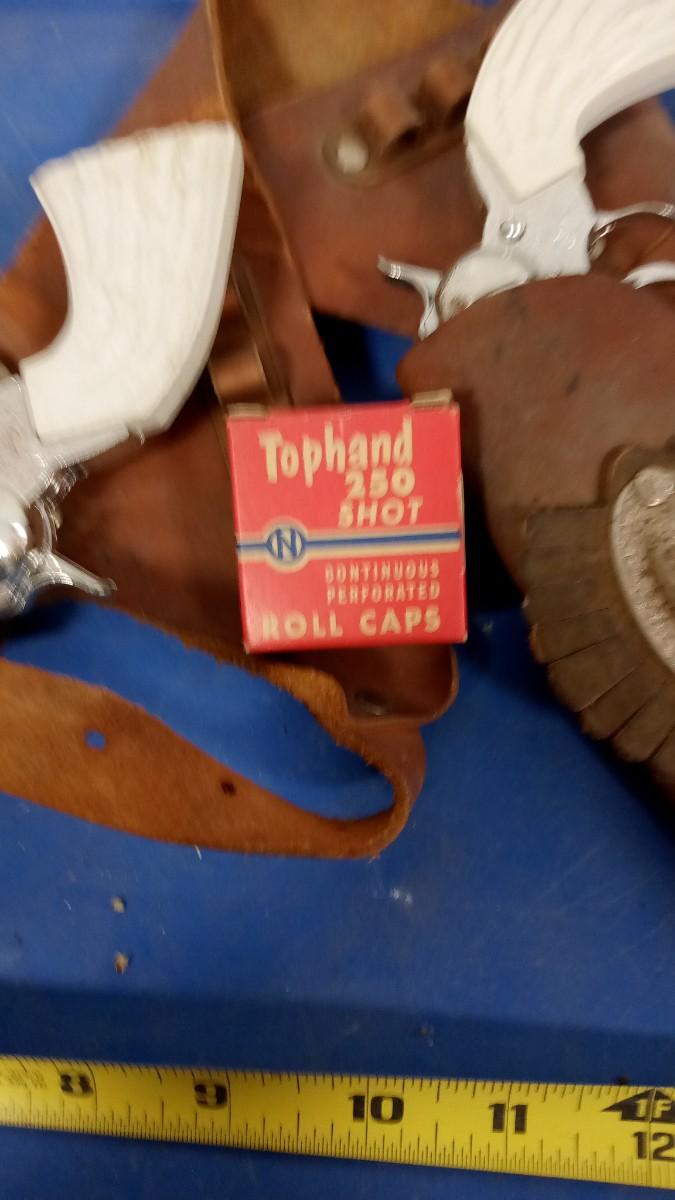 Tophand
250
SHOT
N
CONTINUOUS
PERFORATED
ROLL CAPS
8 9 10 11 1F
12